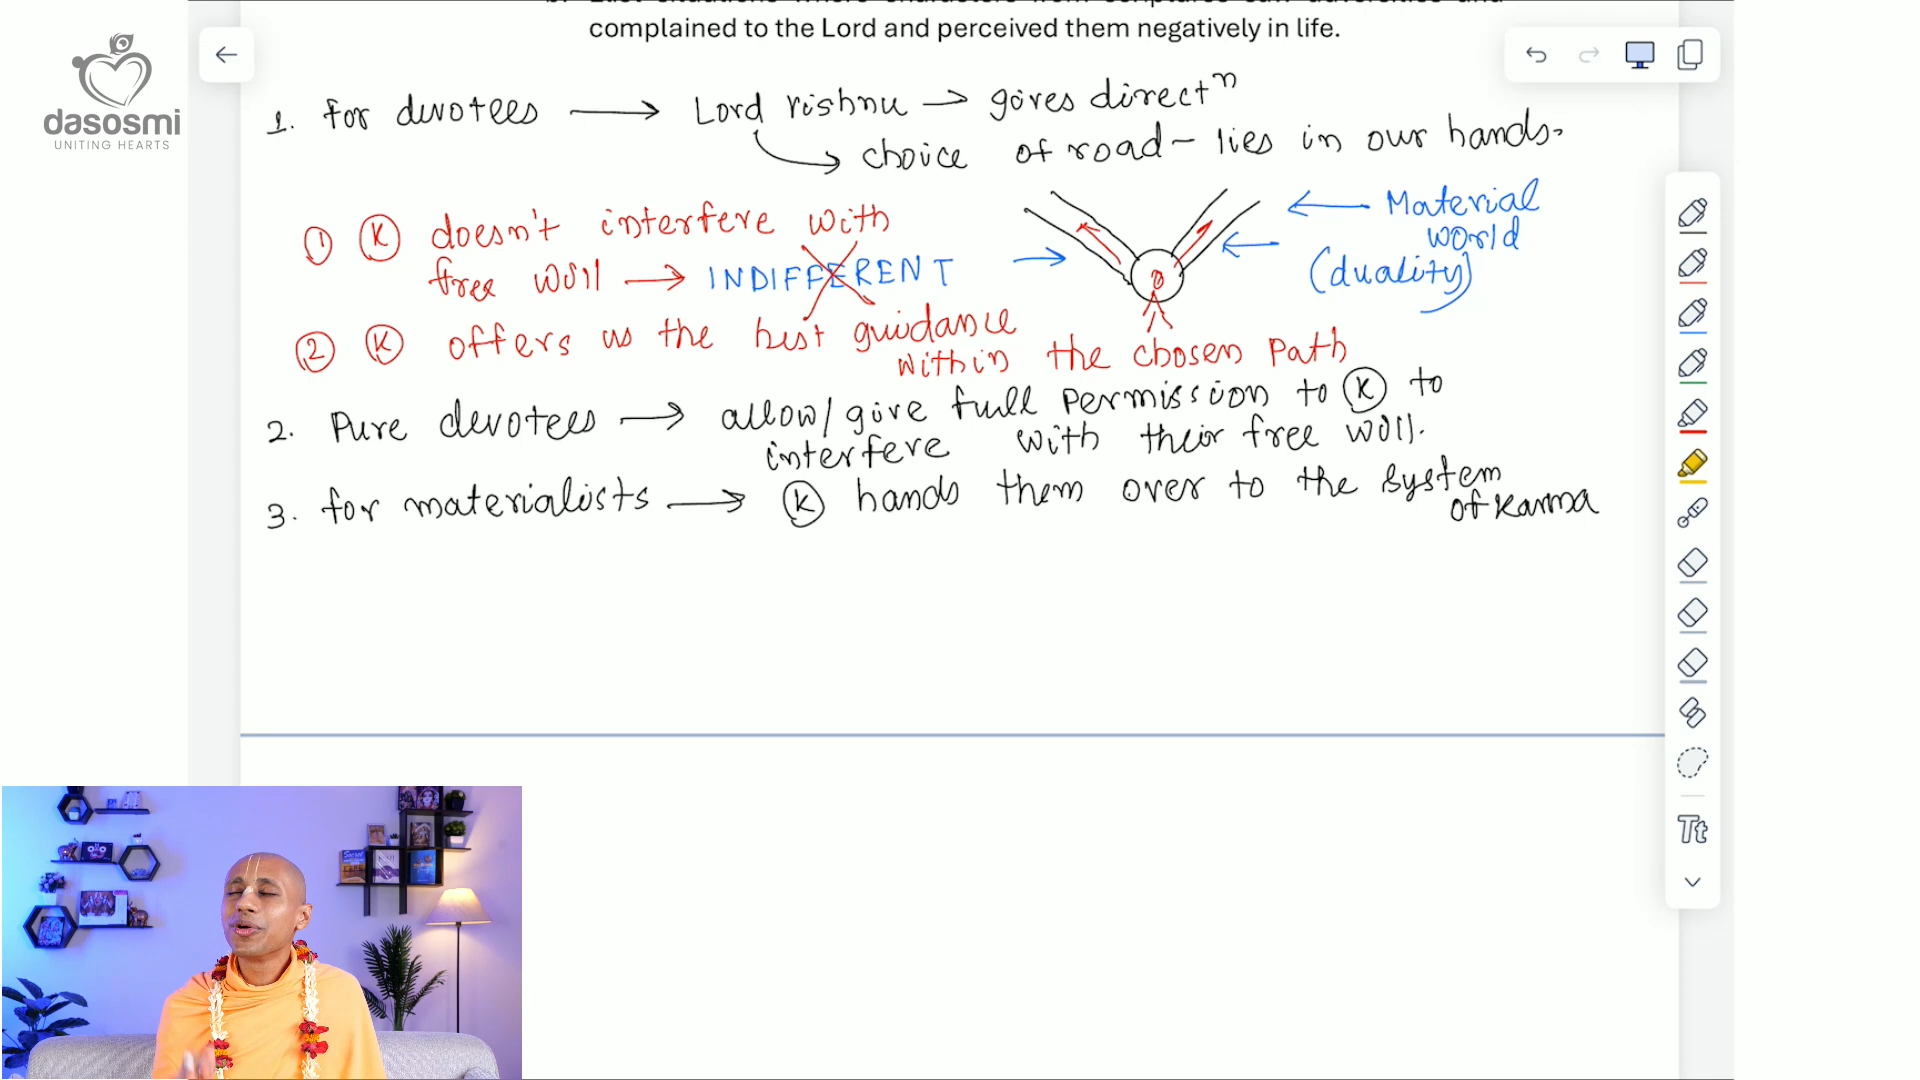 dasosmi
UNITING HEARTS
complained to the Lord and perceived them negatively in life.
1. for devotees → Lord Vishnu → gives directⁿ
↳ choice of road – lies in our hands.
① Ⓚ doesn't interfere with
free will → INDIFFERENT
← Material
world
(duality)
② Ⓚ offers us the best guidance
within the chosen path
2. Pure devotees → allow/give full permission to Ⓚ to
interfere with their free will.
3. for materialists → Ⓚ hands them over to the system
of karma
Tt